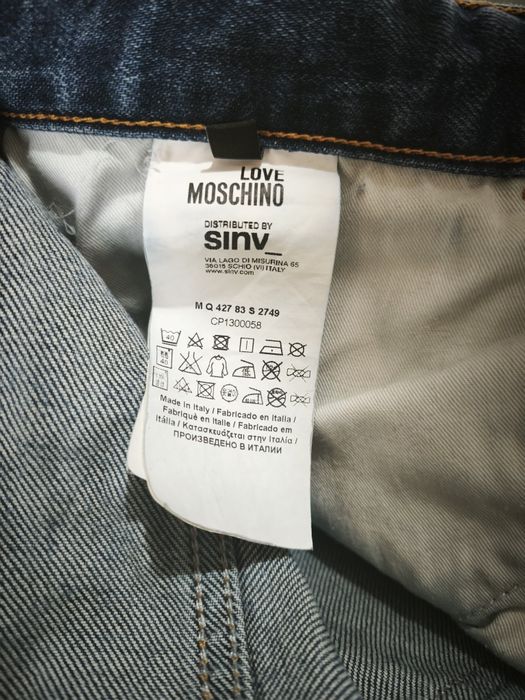 LOVE
MOSCHINO
DISTRIBUTED BY
sinv_
VIA LAGO DI MISURINA 65
36015 SCHIO (VI) ITALY
www.sinv.com
M Q 427 83 S 2749
CP1300058
40
40
Made in Italy / Fabricado en Italia /
Fabriqué en Italie / Fabricado em
Itália / Κατασκευάζεται στην Ιταλία /
ПРОИЗВЕДЕНО В ИТАЛИИ